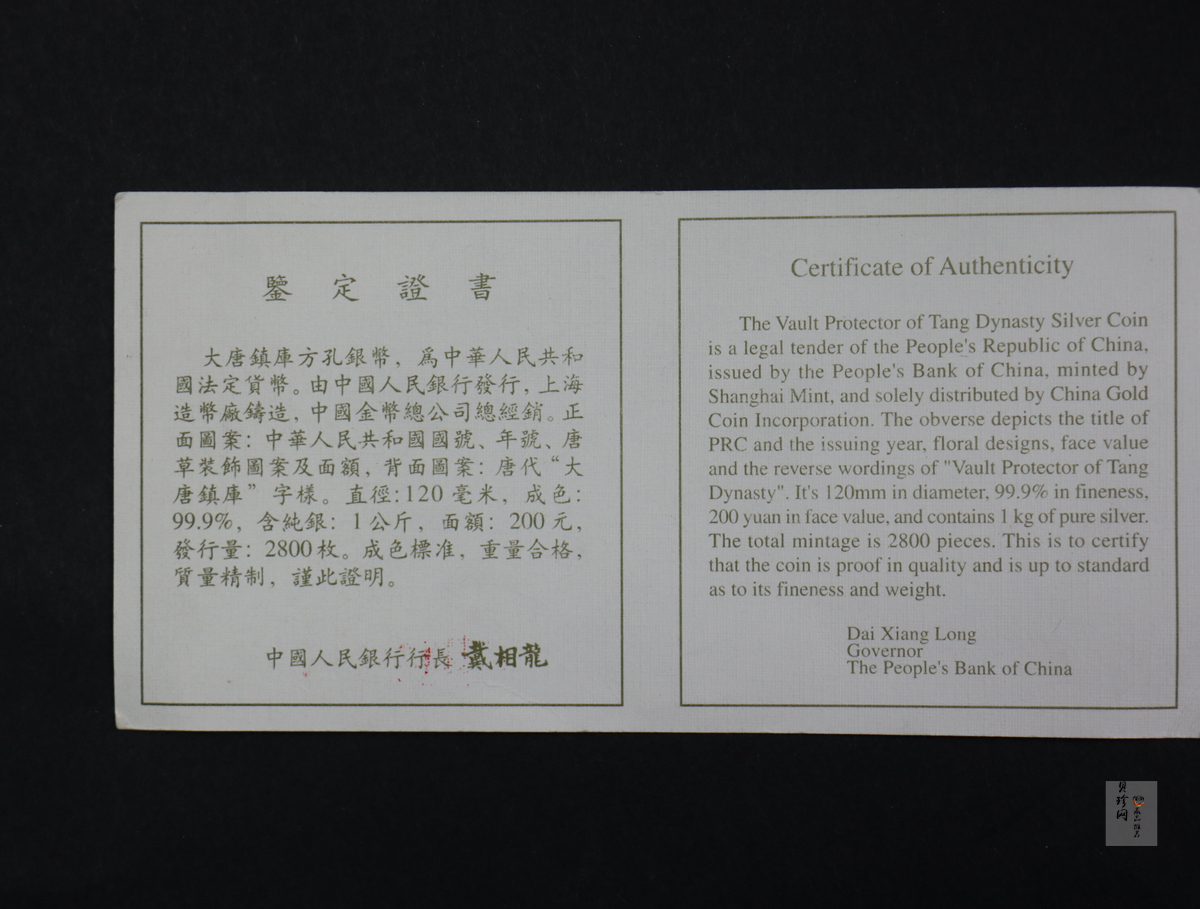 鑒定證書
大唐鎮庫方孔銀幣，爲中華人民共和
國法定貨幣。由中國人民銀行發行，上海
造幣廠鑄造，中國金幣總公司總經銷。正
面圖案：中華人民共和國國號、年號、唐
草裝飾圖案及面額，背面圖案：唐代“大
唐鎮庫”字樣。直徑：120毫米，成色：
99.9%，含純銀：1公斤，面額：200元，
發行量：2800枚。成色標准，重量合格，
質量精制，謹此證明。
中國人民銀行行長 戴相龍
Certificate of Authenticity
The Vault Protector of Tang Dynasty Silver Coin
is a legal tender of the People's Republic of China,
issued by the People's Bank of China, minted by
Shanghai Mint, and solely distributed by China Gold
Coin Incorporation. The obverse depicts the title of
PRC and the issuing year, floral designs, face value
and the reverse wordings of "Vault Protector of Tang
Dynasty". It's 120mm in diameter, 99.9% in fineness,
200 yuan in face value, and contains 1 kg of pure silver.
The total mintage is 2800 pieces. This is to certify
that the coin is proof in quality and is up to standard
as to its fineness and weight.
Dai Xiang Long
Governor
The People's Bank of China